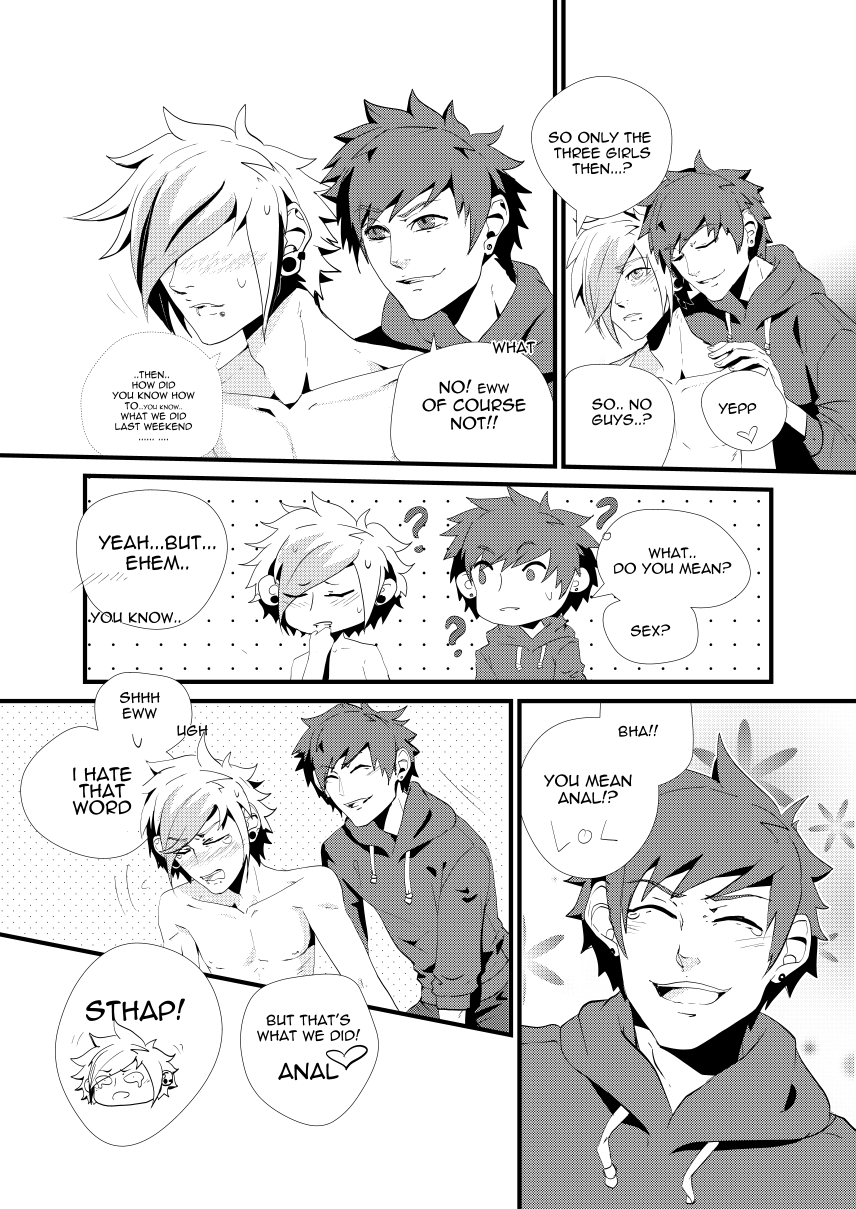 SO ONLY THE
THREE GIRLS
THEN...?
YEPP
SO.. NO
GUYS..?
WHAT
NO! EWW
OF COURSE
NOT!!
..THEN..
HOW DID
YOU KNOW HOW
TO...YOU KNOW..
WHAT WE DID
LAST WEEKEND
...... ....
?
?
?
WHAT..
DO YOU MEAN?
SEX?
YEAH...BUT...
EHEM..
YOU KNOW..
BHA!!
YOU MEAN
ANAL!?
LOL
SHHH
EWW
UGH
I HATE
THAT
WORD
BUT THAT'S
WHAT WE DID!
ANAL
STHAP!